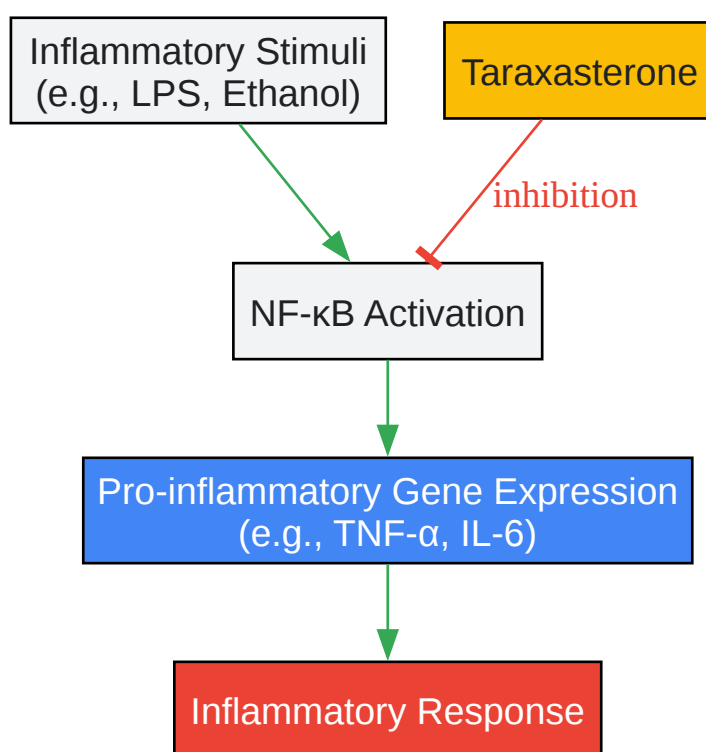 Inflammatory Stimuli
(e.g., LPS, Ethanol)
Taraxasterone
inhibition
NF-κB Activation
Pro-inflammatory Gene Expression
(e.g., TNF-α, IL-6)
Inflammatory Response